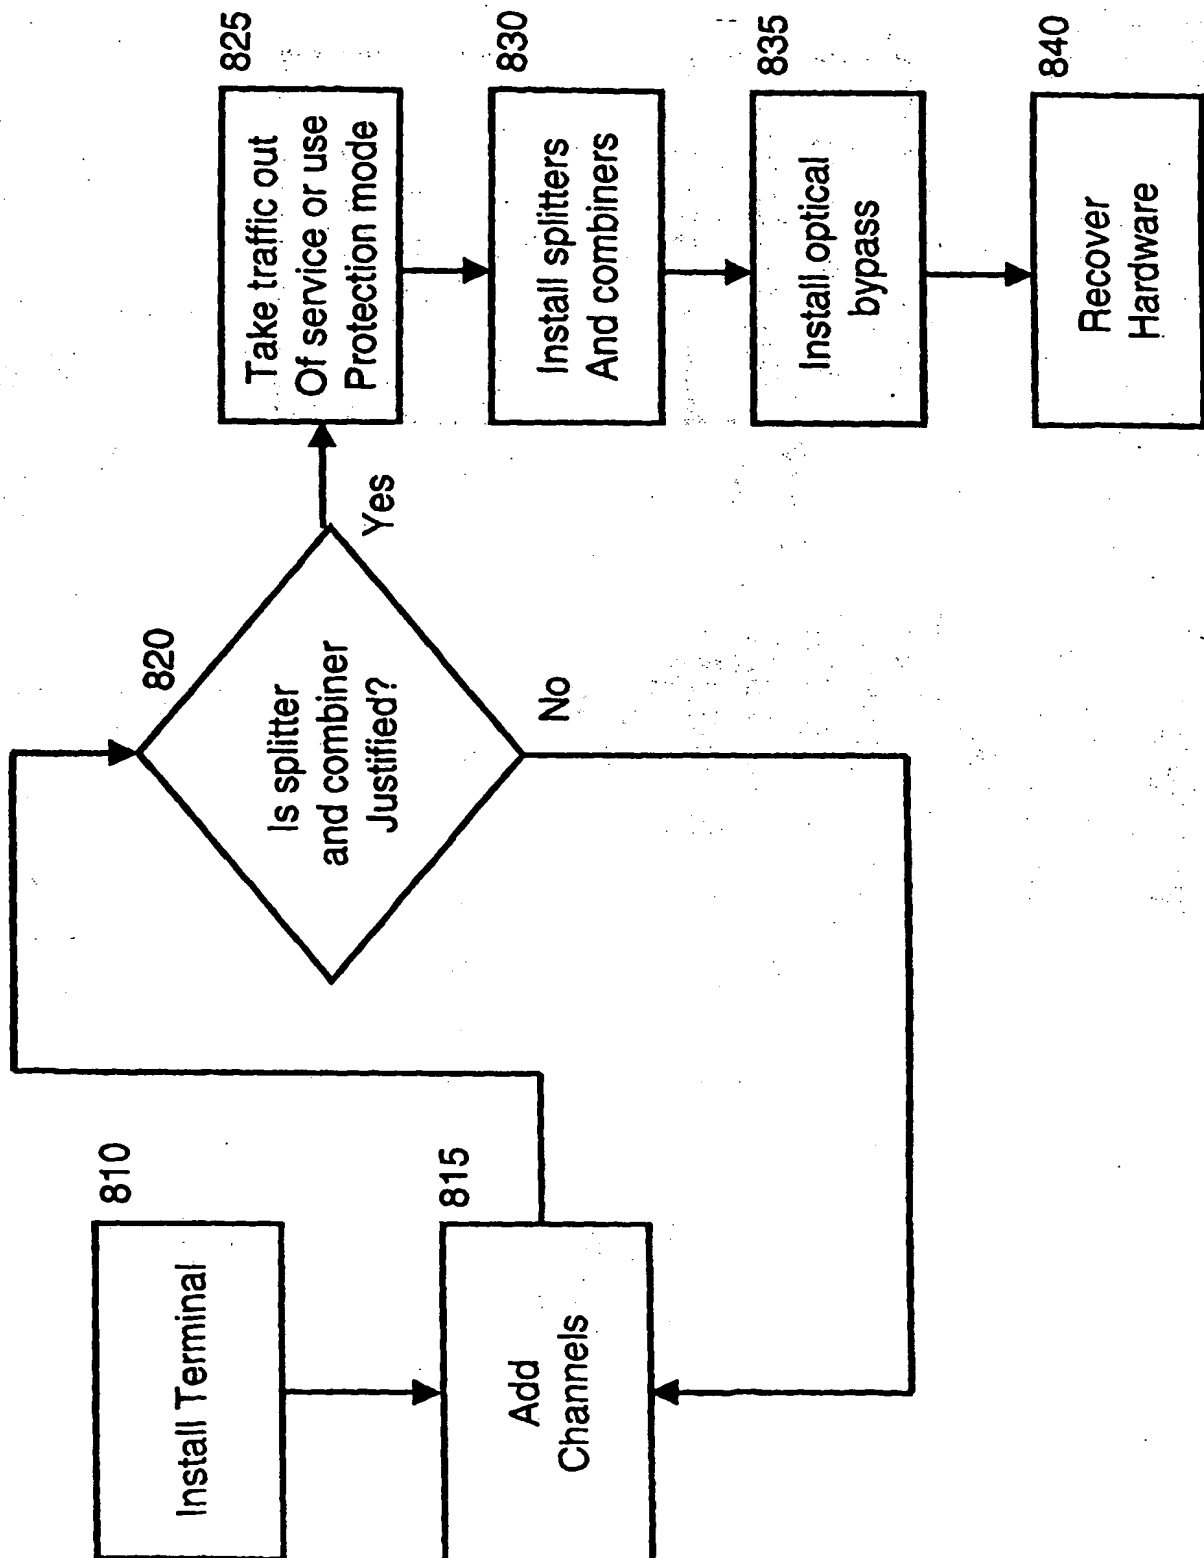 810
Install Terminal
815
Add
Channels
820
Is splitter
and combiner
Justified?
Yes
No
825
Take traffic out
Of service or use
Protection mode
830
Install splitters
And combiners
835
Install optical
bypass
840
Recover
Hardware